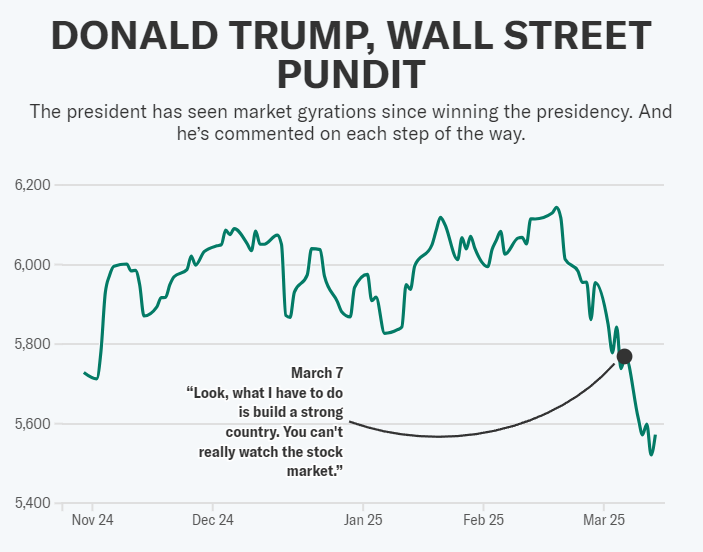 DONALD TRUMP, WALL STREET
PUNDIT
The president has seen market gyrations since winning the presidency. And
he's commented on each step of the way.
6,200
6,000
5,800
5,600
5,400
March 7
“Look, what I have to do
is build a strong
country. You can't
really watch the stock
market.”
Nov 24
Dec 24
Jan 25
Feb 25
Mar 25